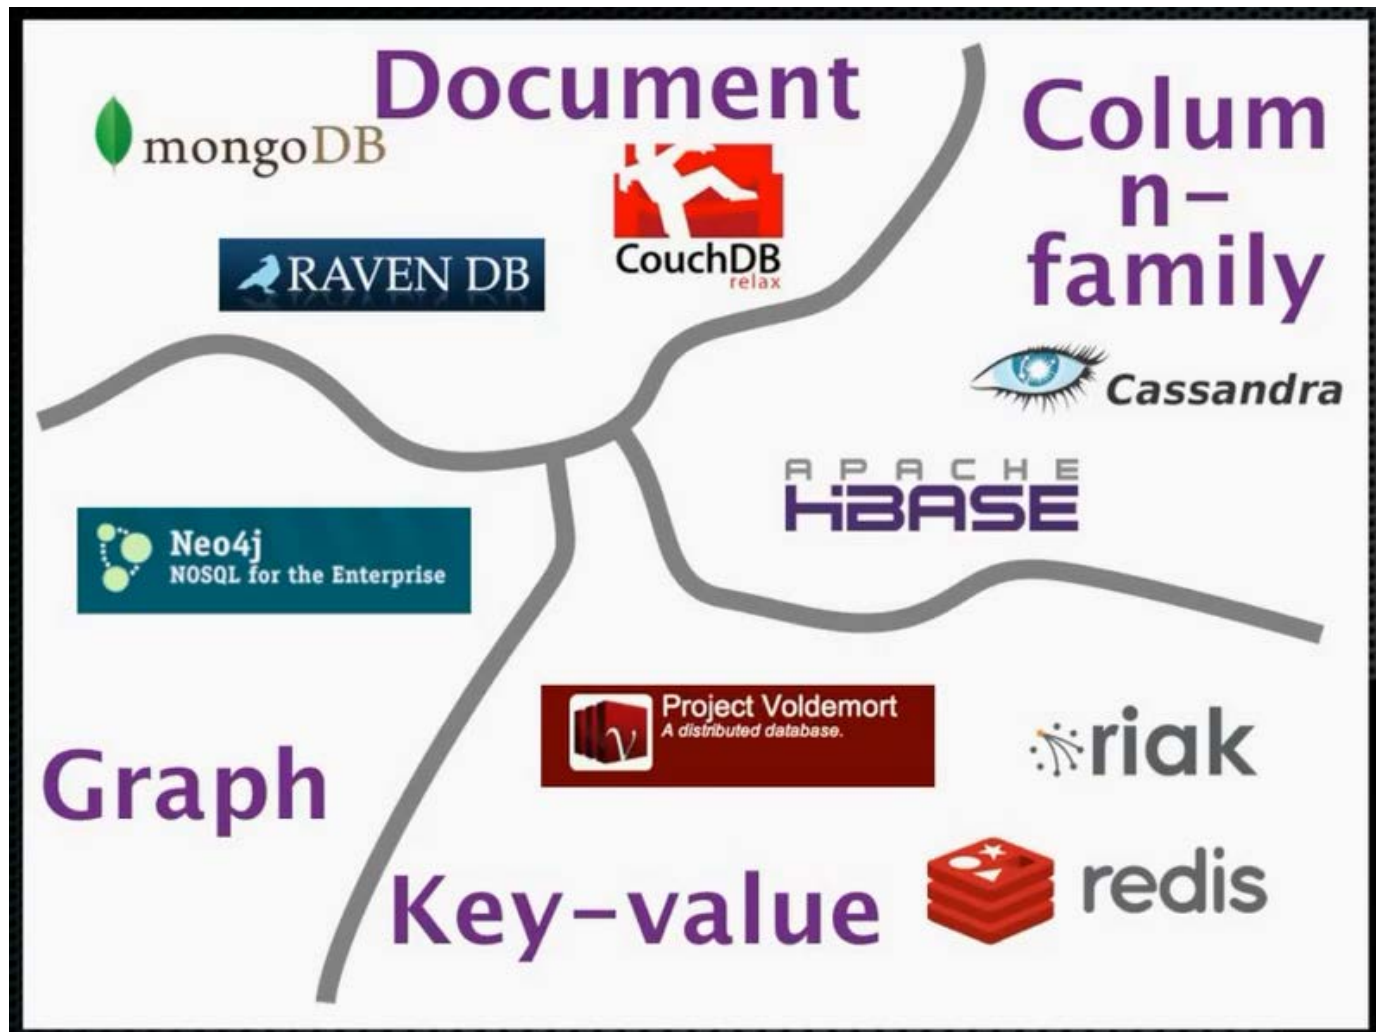 Document
mongoDB
CouchDB
relax
RAVEN DB
Colum
n-
family
Cassandra
APACHE
HBASE
Neo4j
NOSQL for the Enterprise
Graph
Project Voldemort
A distributed database.
riak
redis
Key-value